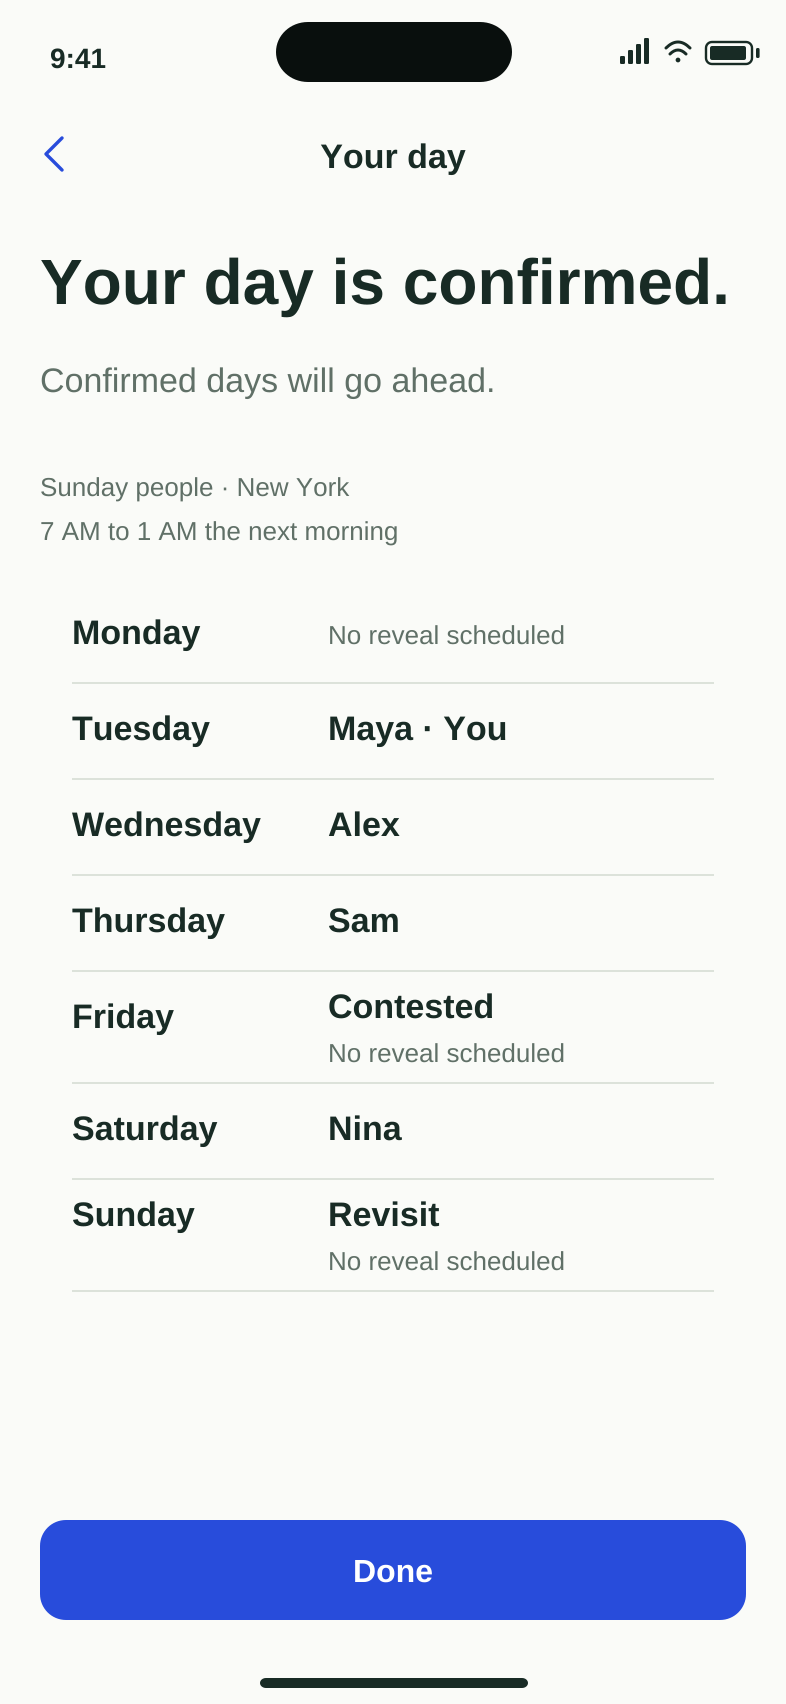 9:41
Your day
Your day is confirmed.
Confirmed days will go ahead.
Sunday people · New York
7 AM to 1 AM the next morning
Monday No reveal scheduled
Tuesday Maya · You
Wednesday Alex
Thursday Sam
Friday Contested
No reveal scheduled
Saturday Nina
Sunday Revisit
No reveal scheduled
Done